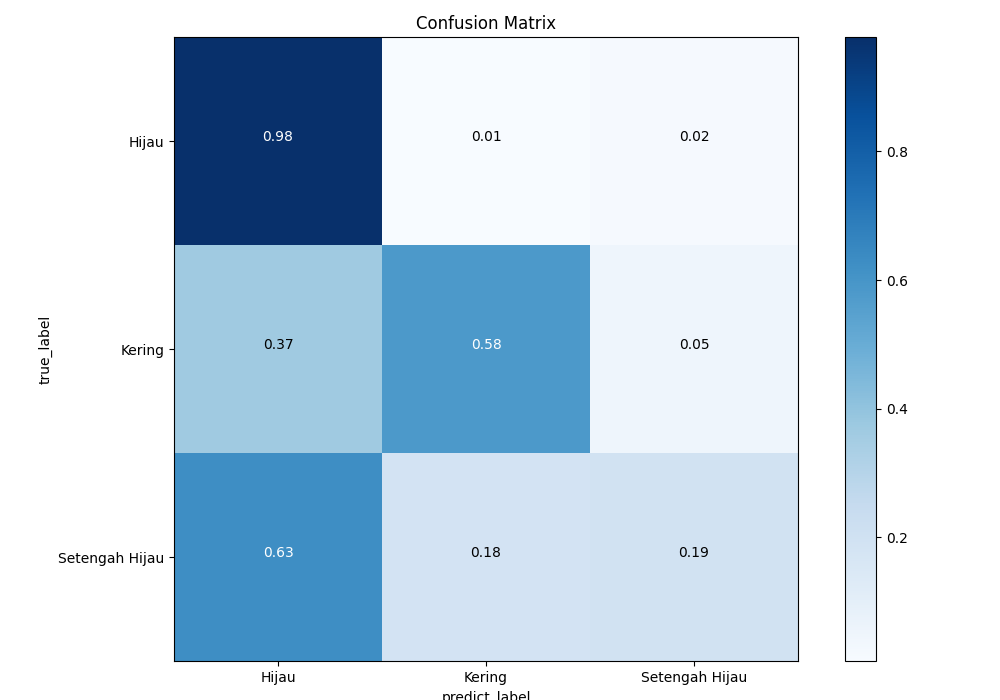 Confusion Matrix
Hijau 0.98 0.01 0.02
Kering 0.37 0.58 0.05
Setengah Hijau 0.63 0.18 0.19
Hijau Kering Setengah Hijau
predict_label
true_label
0.8
0.6
0.4
0.2